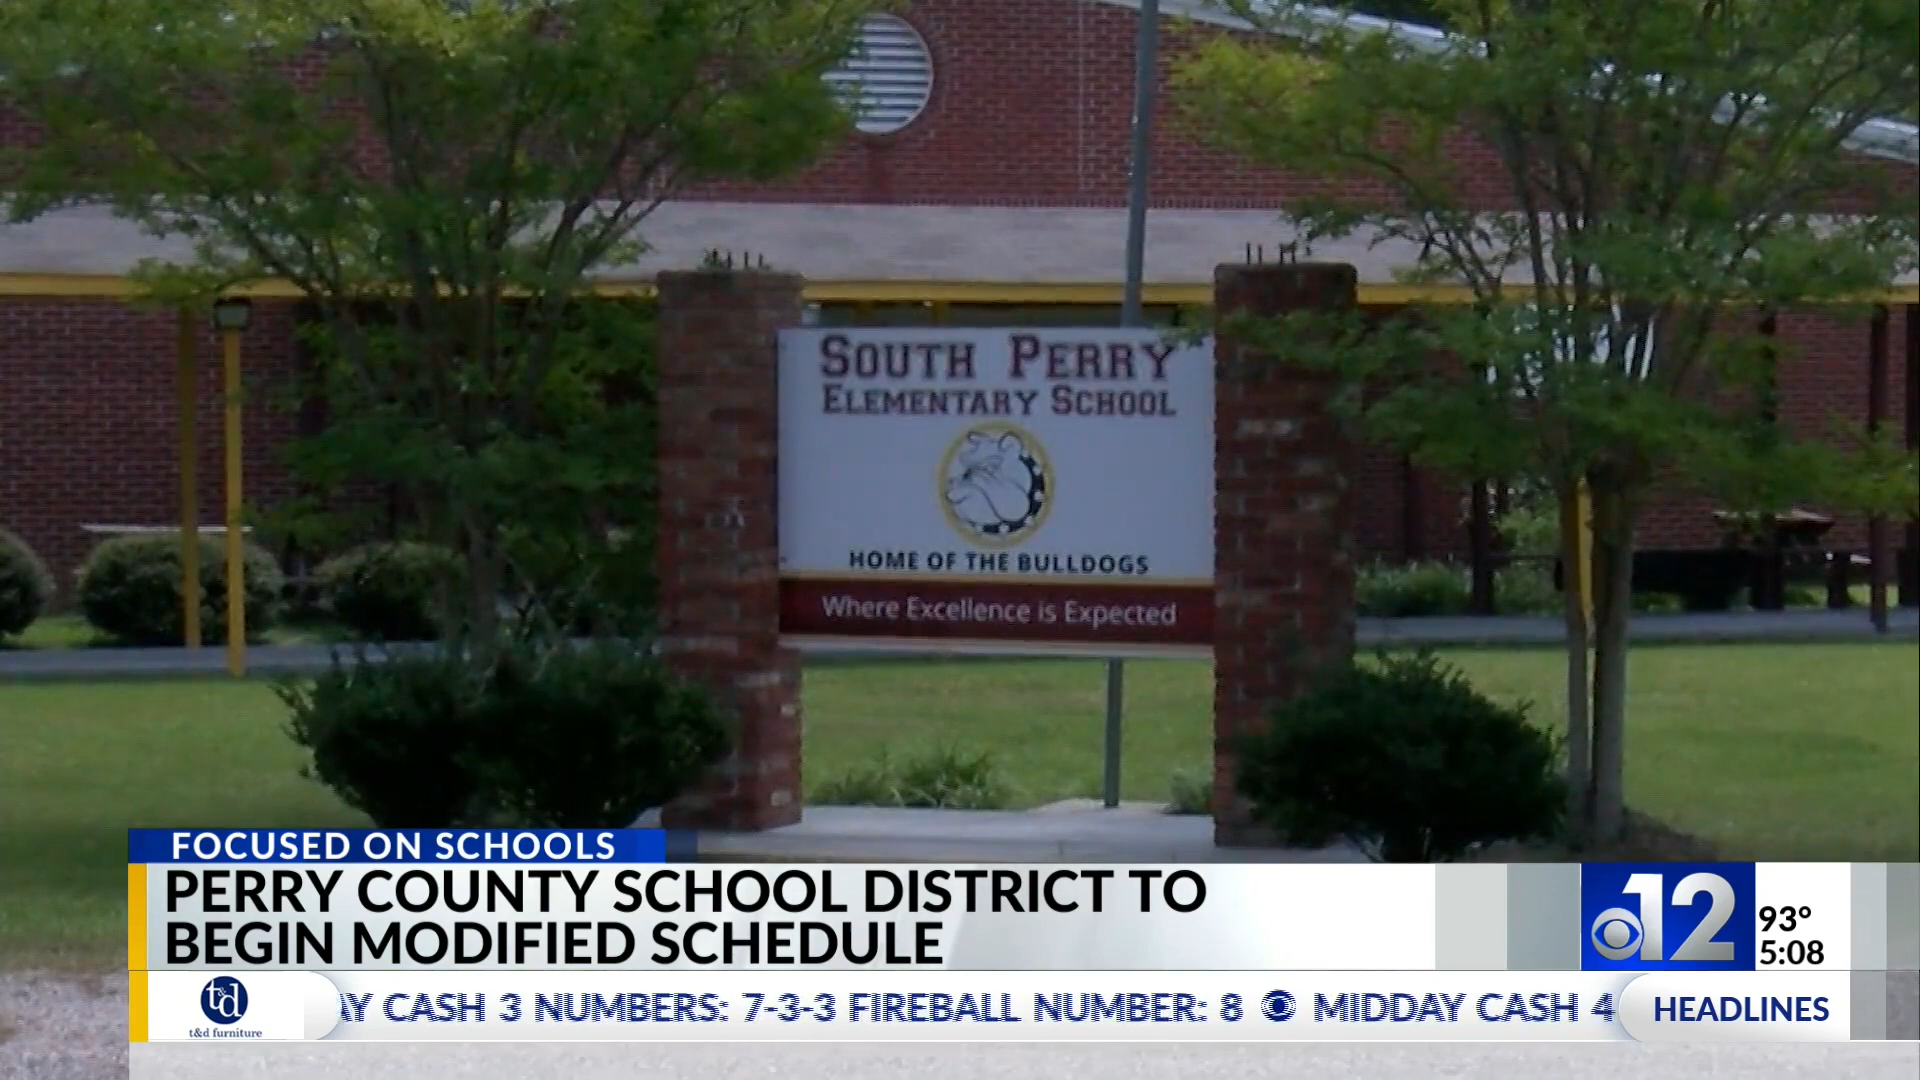 SOUTH PERRY
ELEMENTARY SCHOOL
HOME OF THE BULLDOGS
Where Excellence is Expected
FOCUSED ON SCHOOLS
PERRY COUNTY SCHOOL DISTRICT TO
BEGIN MODIFIED SCHEDULE
12
93°
5:08
t&d
t&d furniture
AY CASH 3 NUMBERS: 7-3-3 FIREBALL NUMBER: 8 MIDDAY CASH 4
HEADLINES